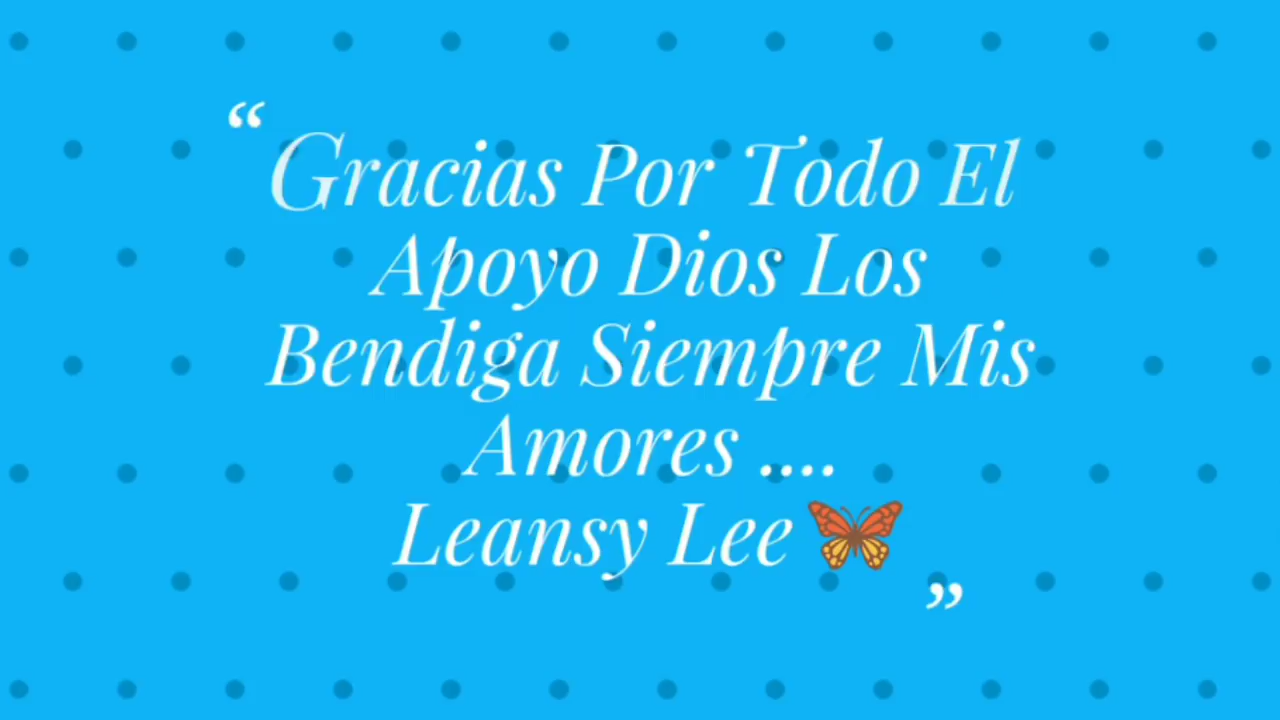 “Gracias Por Todo El
Apoyo Dios Los
Bendiga Siempre Mis
Amores ....
Leansy Lee 🦋
”